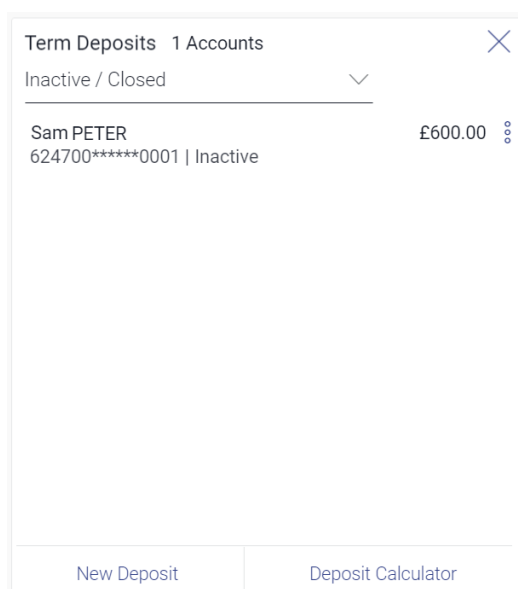 Term Deposits 1 Accounts
Inactive / Closed
Sam PETER £600.00
624700******0001 | Inactive
New Deposit Deposit Calculator